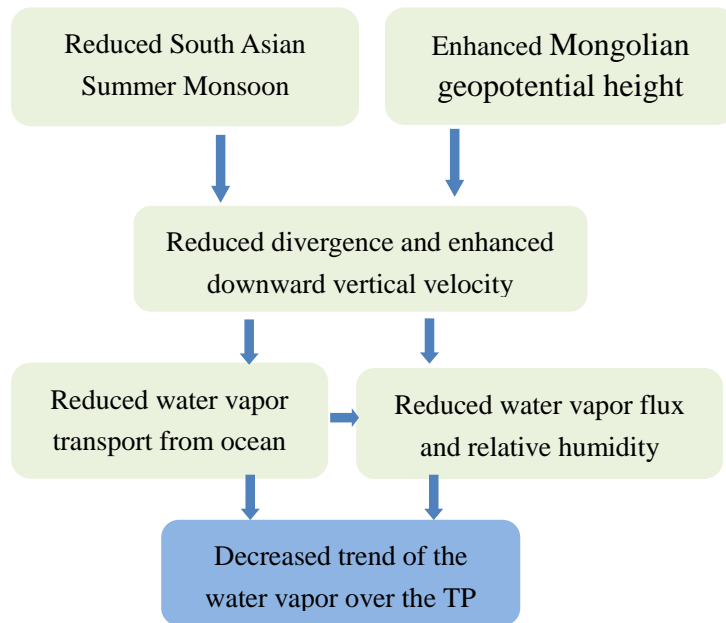 Reduced South Asian
Summer Monsoon
Enhanced Mongolian
geopotential height
Reduced divergence and enhanced
downward vertical velocity
Reduced water vapor
transport from ocean
Reduced water vapor flux
and relative humidity
Decreased trend of the
water vapor over the TP